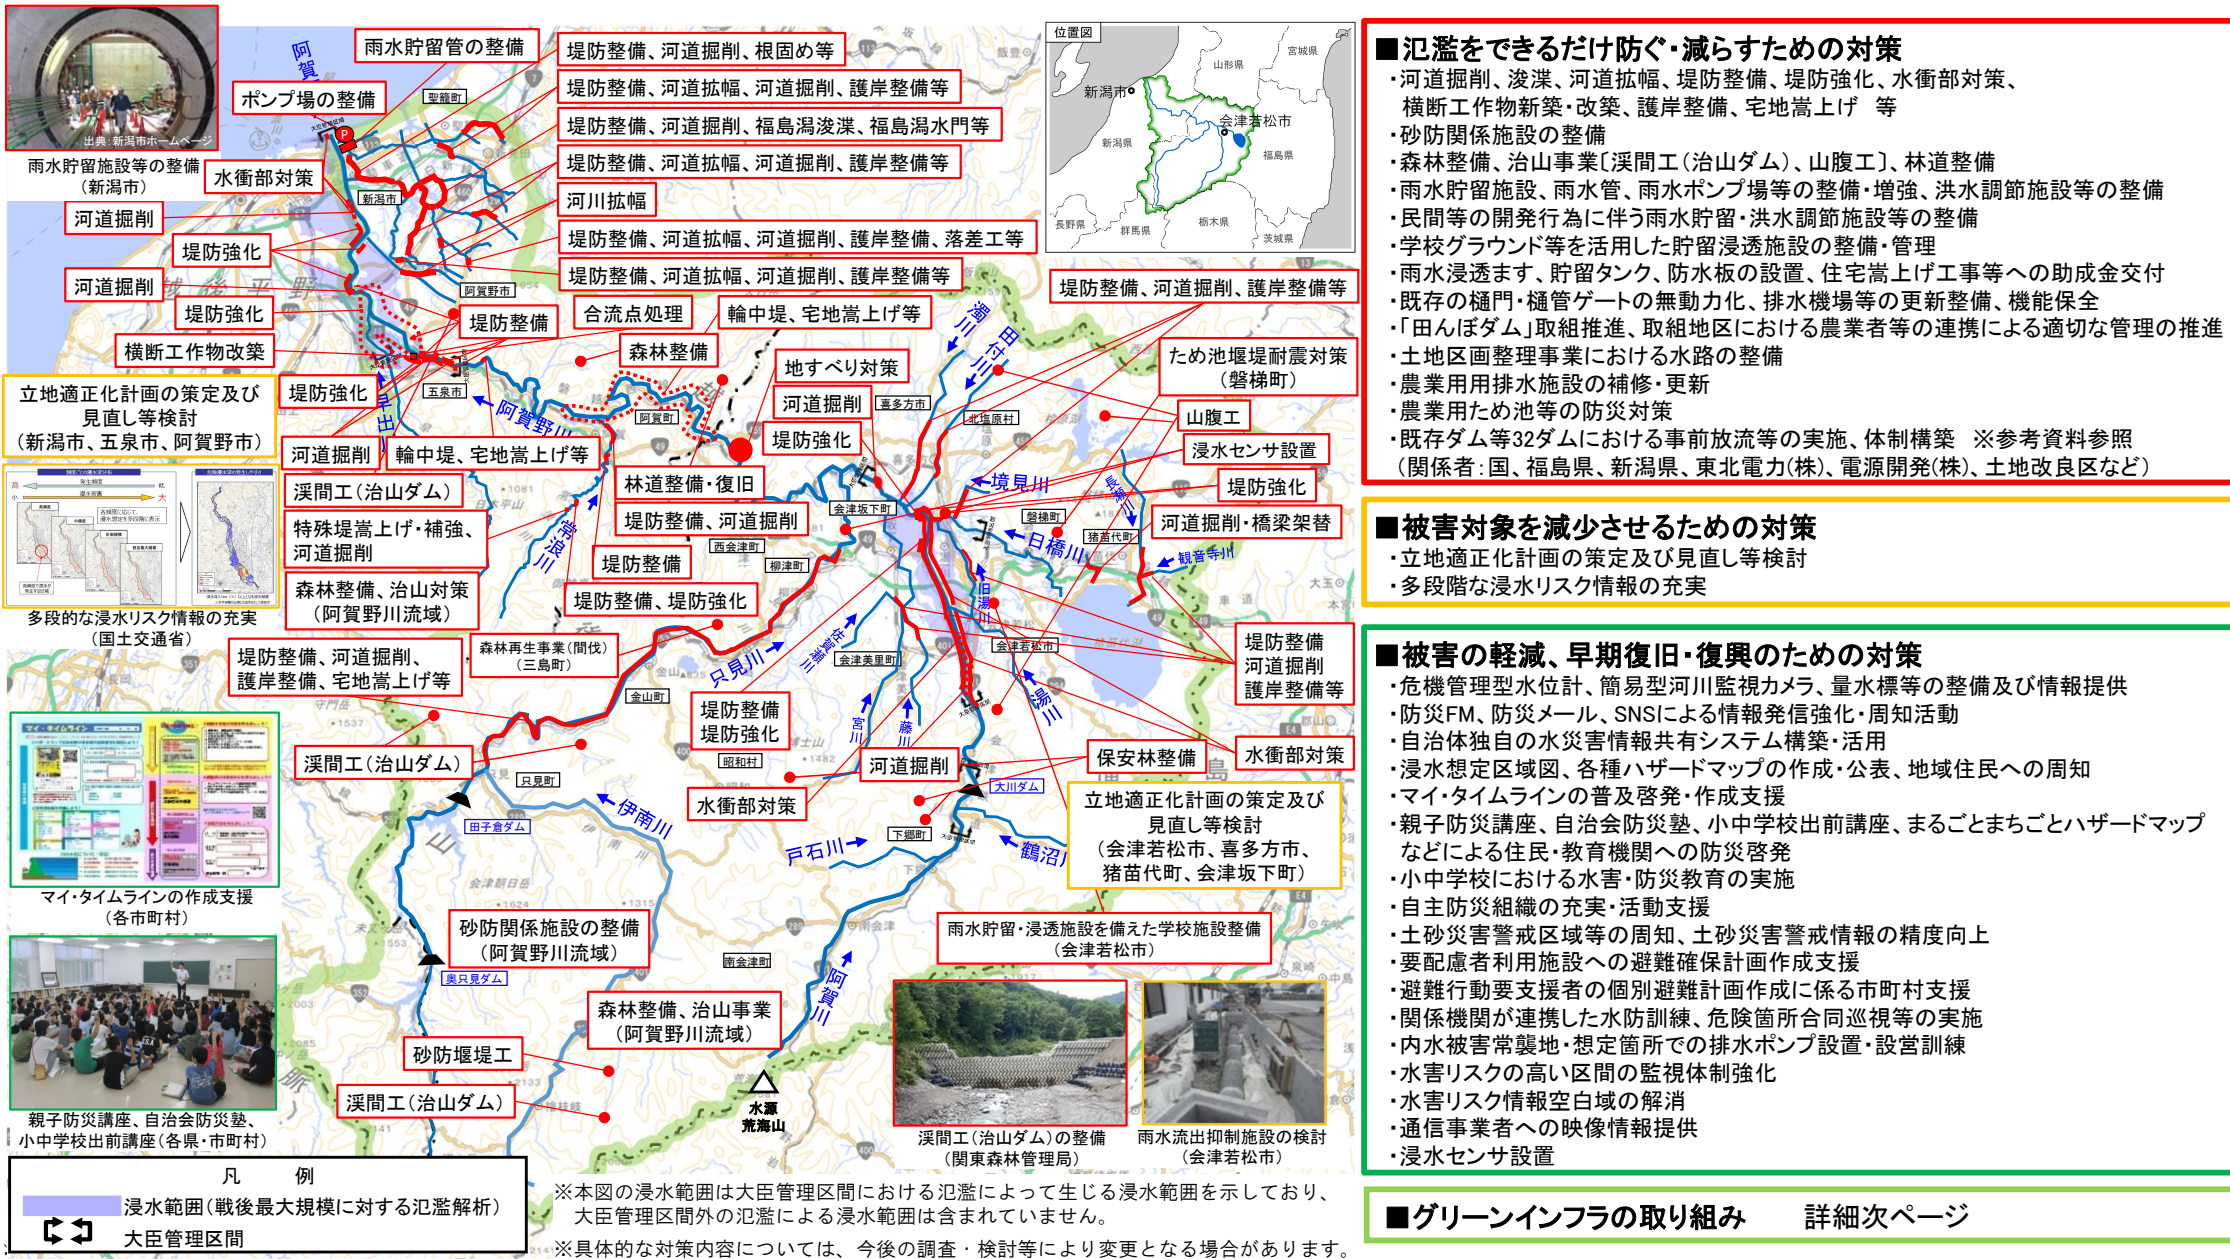 出典：新潟市ホームページ
雨水貯留施設等の整備
（新潟市）
雨水貯留管の整備
ポンプ場の整備
水衝部対策
河道掘削
堤防強化
河道掘削
堤防強化
横断工作物改築
立地適正化計画の策定及び
見直し等検討
（新潟市、五泉市、阿賀野市）
堤防強化
河道掘削
輪中堤、宅地嵩上げ等
渓間工（治山ダム）
特殊堤嵩上げ・補強、
河道掘削
森林整備、治山対策
（阿賀野川流域）
堤防整備、河道掘削、根固め等
堤防整備、河道拡幅、河道掘削、護岸整備等
堤防整備、河道掘削、福島潟浚渫、福島潟水門等
堤防整備、河道拡幅、河道掘削、護岸整備等
河川拡幅
堤防整備、河道拡幅、河道掘削、護岸整備、落差工等
堤防整備、河道拡幅、河道掘削、護岸整備等
堤防整備
合流点処理
輪中堤、宅地嵩上げ等
森林整備
地すべり対策
河道掘削
堤防強化
林道整備・復旧
堤防整備、河道掘削
堤防整備
堤防整備、堤防強化
聖籠町
新潟市
阿賀野市
五泉市
阿賀町
喜多方市
北塩原村
会津坂下町
西会津町
柳津町
磐梯町
猪苗代町
会津若松市
会津美里町
金山町
昭和村
只見町
下郷町
南会津町
阿賀
早出
阿賀野川
常浪川
濁川
田付川
境見川
長瀬川
日橋川
観音寺川
旧湯川
佐賀瀬川
只見川
宮川
藤川
湯川
伊南川
戸石川
鶴沼川
阿賀川
位置図
新潟市
会津若松市
宮城県
山形県
新潟県
福島県
長野県
群馬県
栃木県
茨城県
堤防整備、河道掘削、護岸整備等
ため池堰堤耐震対策
（磐梯町）
山腹工
浸水センサ設置
堤防強化
河道掘削・橋梁架替
堤防整備
河道掘削
護岸整備等
水衝部対策
保安林整備
大川ダム
河道掘削
堤防整備
堤防強化
水衝部対策
立地適正化計画の策定及び
見直し等検討
（会津若松市、喜多方市、
猪苗代町、会津坂下町）
多段的な浸水リスク情報の充実
（国土交通省）
堤防整備、河道掘削、
護岸整備、宅地嵩上げ等
森林再生事業（間伐）
（三島町）
渓間工（治山ダム）
田子倉ダム
奥只見ダム
マイ・タイムライン
マイ・タイムラインの作成支援
（各市町村）
砂防関係施設の整備
（阿賀野川流域）
森林整備、治山事業
（阿賀野川流域）
砂防堰堤工
渓間工（治山ダム）
水源
荒海山
親子防災講座、自治会防災塾、
小中学校出前講座（各県・市町村）
雨水貯留・浸透施設を備えた学校施設整備
（会津若松市）
渓間工（治山ダム）の整備
（関東森林管理局）
雨水流出抑制施設の検討
（会津若松市）
凡　例
浸水範囲（戦後最大規模に対する氾濫解析）
大臣管理区間
※本図の浸水範囲は大臣管理区間における氾濫によって生じる浸水範囲を示しており、
大臣管理区間外の氾濫による浸水範囲は含まれていません。
※具体的な対策内容については、今後の調査・検討等により変更となる場合があります。
■氾濫をできるだけ防ぐ・減らすための対策
・河道掘削、浚渫、河道拡幅、堤防整備、堤防強化、水衝部対策、
横断工作物新築・改築、護岸整備、宅地嵩上げ 等
・砂防関係施設の整備
・森林整備、治山事業〔渓間工（治山ダム）、山腹工〕、林道整備
・雨水貯留施設、雨水管、雨水ポンプ場等の整備・増強、洪水調節施設等の整備
・民間等の開発行為に伴う雨水貯留・洪水調節施設等の整備
・学校グラウンド等を活用した貯留浸透施設の整備・管理
・雨水浸透ます、貯留タンク、防水板の設置、住宅嵩上げ工事等への助成金交付
・既存の樋門・樋管ゲートの無動力化、排水機場等の更新整備、機能保全
・「田んぼダム」取組推進、取組地区における農業者等の連携による適切な管理の推進
・土地区画整理事業における水路の整備
・農業用用排水施設の補修・更新
・農業用ため池等の防災対策
・既存ダム等32ダムにおける事前放流等の実施、体制構築 ※参考資料参照
（関係者：国、福島県、新潟県、東北電力(株)、電源開発(株)、土地改良区など）
■被害対象を減少させるための対策
・立地適正化計画の策定及び見直し等検討
・多段階な浸水リスク情報の充実
■被害の軽減、早期復旧・復興のための対策
・危機管理型水位計、簡易型河川監視カメラ、量水標等の整備及び情報提供
・防災FM、防災メール、SNSによる情報発信強化・周知活動
・自治体独自の水災害情報共有システム構築・活用
・浸水想定区域図、各種ハザードマップの作成・公表、地域住民への周知
・マイ・タイムラインの普及啓発・作成支援
・親子防災講座、自治会防災塾、小中学校出前講座、まるごとまちごとハザードマップ
などによる住民・教育機関への防災啓発
・小中学校における水害・防災教育の実施
・自主防災組織の充実・活動支援
・土砂災害警戒区域等の周知、土砂災害警戒情報の精度向上
・要配慮者利用施設への避難確保計画作成支援
・避難行動要支援者の個別避難計画作成に係る市町村支援
・関係機関が連携した水防訓練、危険箇所合同巡視等の実施
・内水被害常襲地・想定箇所での排水ポンプ設置・設営訓練
・水害リスクの高い区間の監視体制強化
・水害リスク情報空白域の解消
・通信事業者への映像情報提供
・浸水センサ設置
■グリーンインフラの取り組み　　詳細次ページ